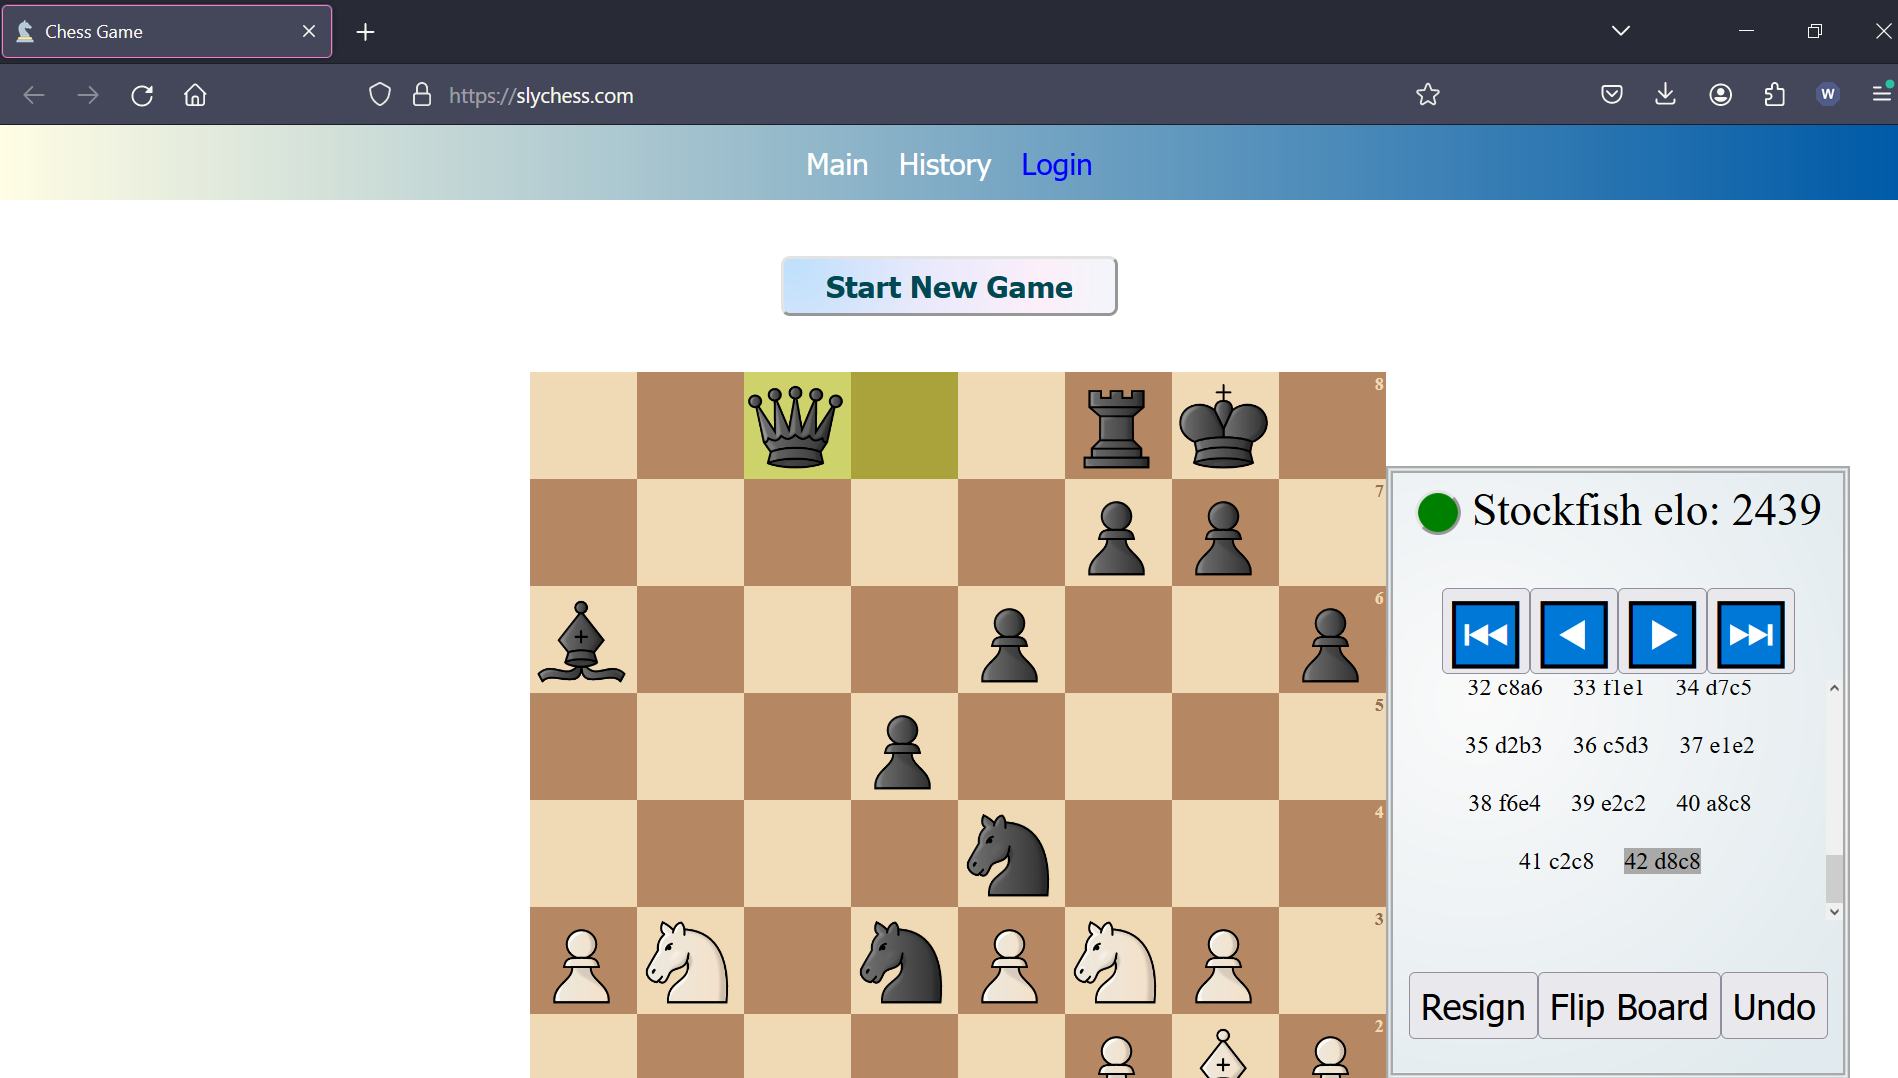 Chess Game
https://slychess.com
W
Main History Login
Start New Game
8
7
6
5
4
3
2
Stockfish elo: 2439
32 c8a6 33 f1e1 34 d7c5
35 d2b3 36 c5d3 37 e1e2
38 f6e4 39 e2c2 40 a8c8
41 c2c8 42 d8c8
Resign Flip Board Undo